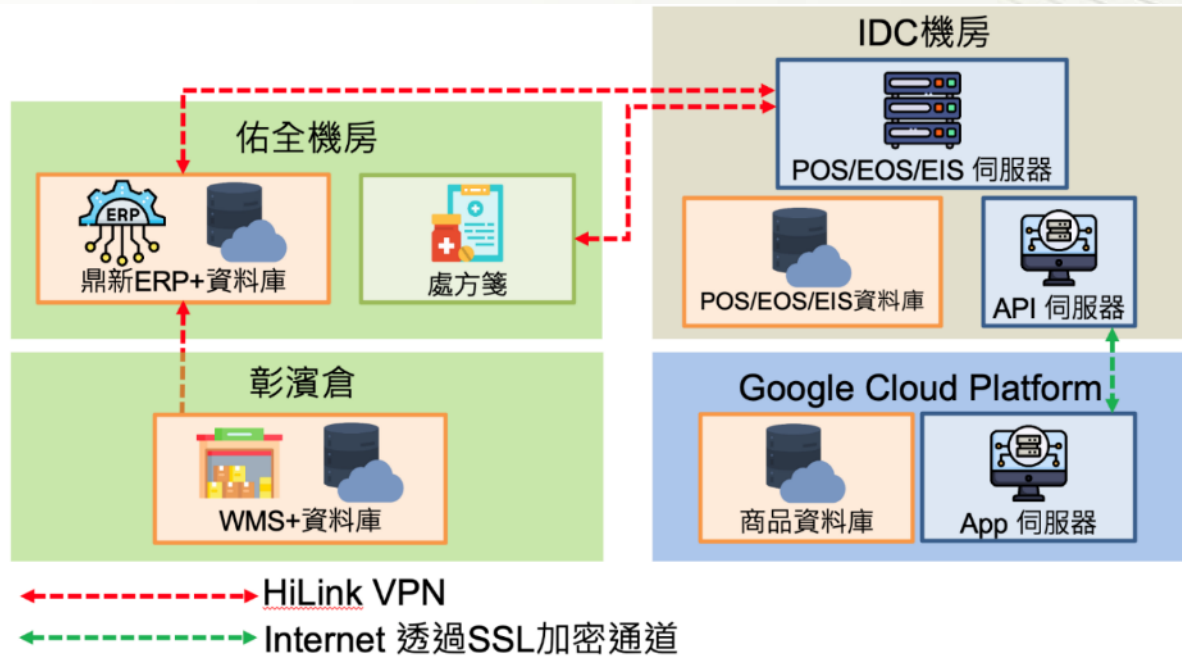 IDC機房
POS/EOS/EIS 伺服器
佑全機房
ERP
鼎新ERP+資料庫
處方箋
POS/EOS/EIS資料庫
API 伺服器
彰濱倉
WMS+資料庫
Google Cloud Platform
商品資料庫
App 伺服器
HiLink VPN
Internet 透過SSL加密通道